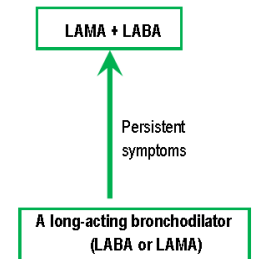 LAMA + LABA
Persistent
symptoms
A long-acting bronchodilator
(LABA or LAMA)